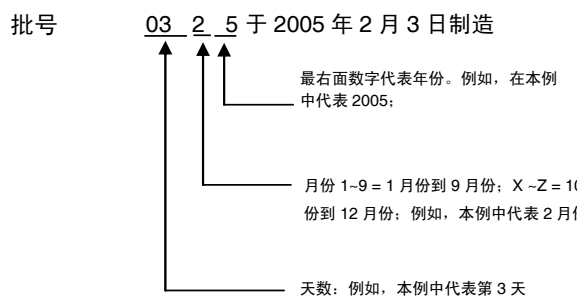 批号 03 2 5 于 2005 年 2 月 3 日制造
最右面数字代表年份。例如，在本例
中代表 2005；
月份 1~9 = 1 月份到 9 月份；X ~Z = 10
份到 12 月份；例如，本例中代表 2 月份
天数：例如，本例中代表第 3 天